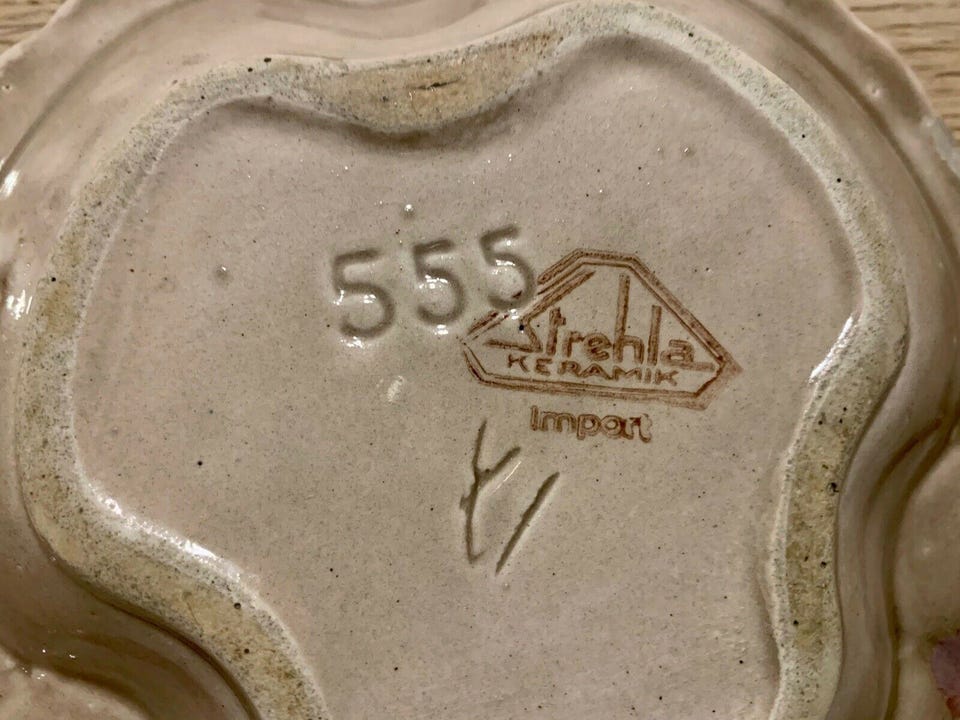 555
Strehla
KERAMIK
Import